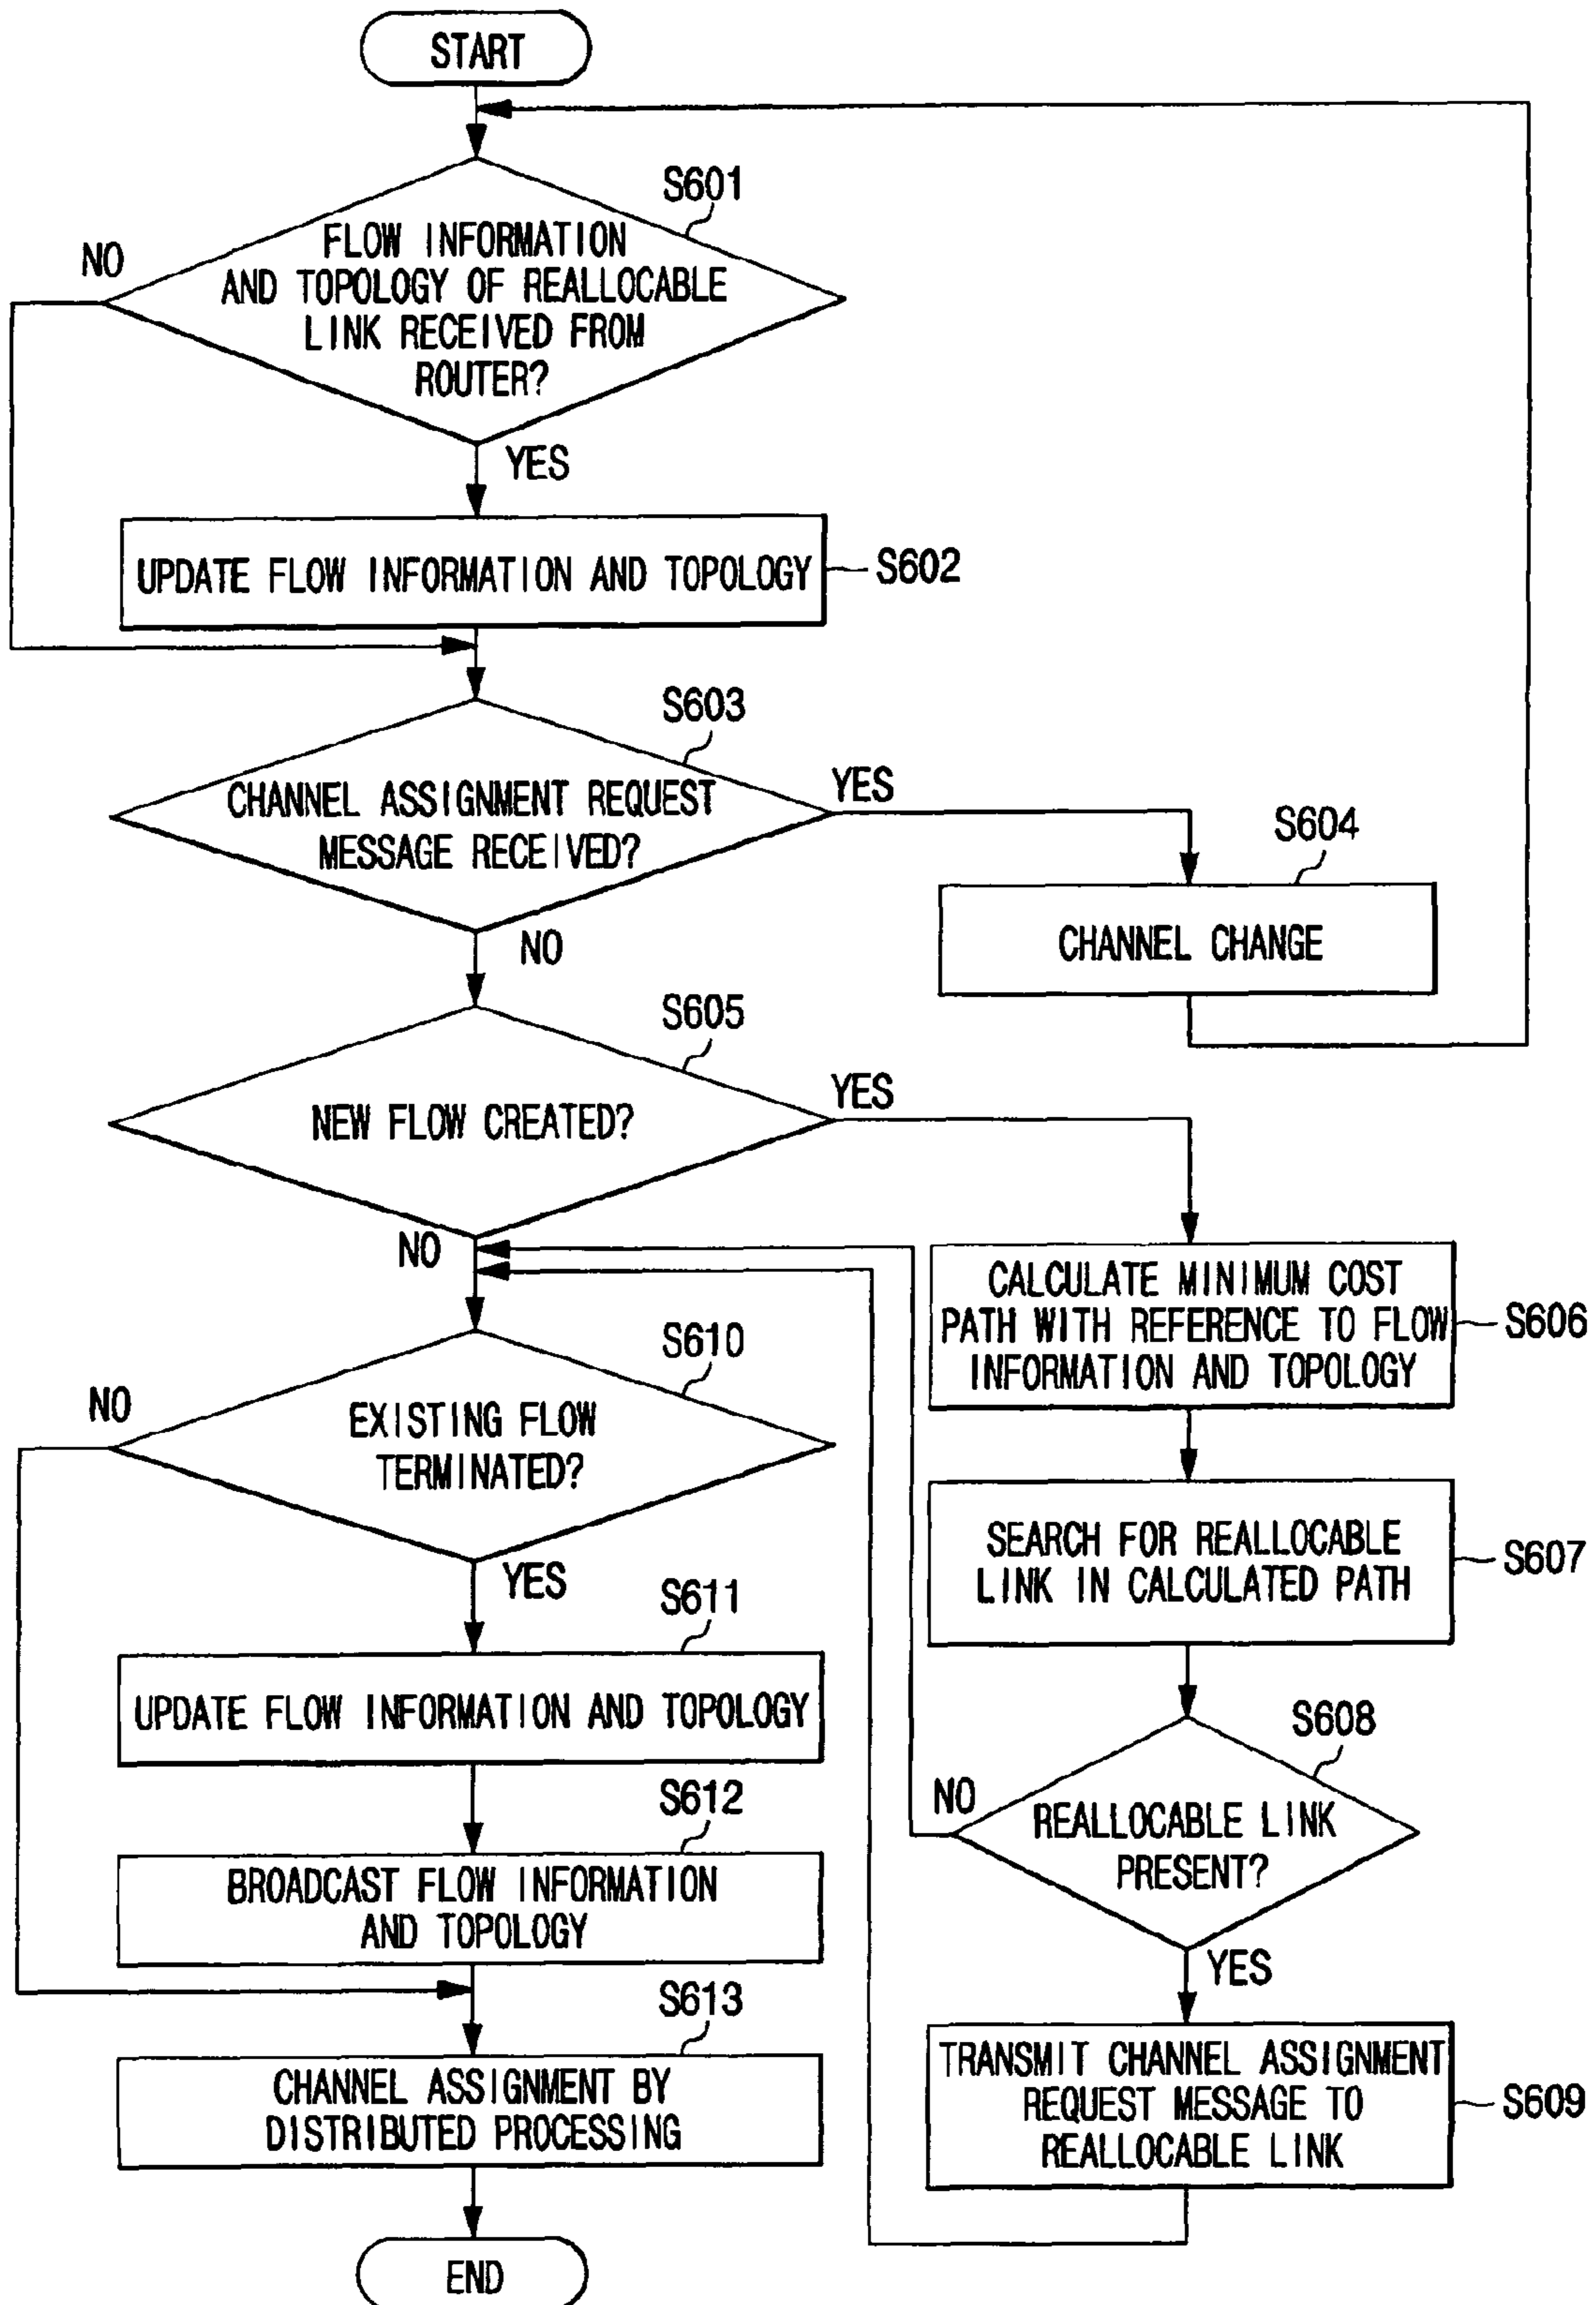 START
S601
NO
FLOW INFORMATION
AND TOPOLOGY OF REALLOCABLE
LINK RECEIVED FROM
ROUTER?
YES
UPDATE FLOW INFORMATION AND TOPOLOGY
S602
S603
CHANNEL ASSIGNMENT REQUEST
MESSAGE RECEIVED?
YES
S604
CHANNEL CHANGE
NO
S605
NEW FLOW CREATED?
YES
NO
CALCULATE MINIMUM COST
PATH WITH REFERENCE TO FLOW
INFORMATION AND TOPOLOGY
S606
SEARCH FOR REALLOCABLE
LINK IN CALCULATED PATH
S607
S608
REALLOCABLE LINK
PRESENT?
NO
YES
TRANSMIT CHANNEL ASSIGNMENT
REQUEST MESSAGE TO
REALLOCABLE LINK
S609
S610
EXISTING FLOW
TERMINATED?
NO
YES
S611
UPDATE FLOW INFORMATION AND TOPOLOGY
S612
BROADCAST FLOW INFORMATION
AND TOPOLOGY
S613
CHANNEL ASSIGNMENT BY
DISTRIBUTED PROCESSING
END